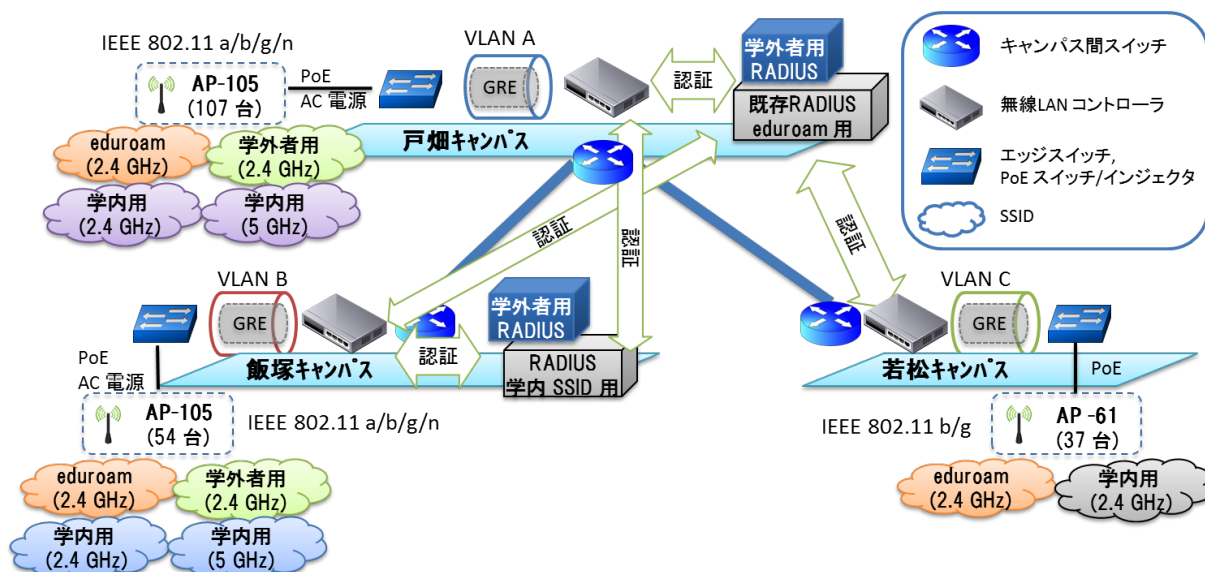 IEEE 802.11 a/b/g/n
AP-105
(107 台)
PoE
AC 電源
VLAN A
GRE
認証
学外者用
RADIUS
既存RADIUS
eduroam 用
戸畑キャンパス
eduroam
(2.4 GHz)
学外者用
(2.4 GHz)
学内用
(2.4 GHz)
学内用
(5 GHz)
キャンパス間スイッチ
無線LAN コントローラ
エッジスイッチ,
PoE スイッチ/インジェクタ
SSID
認証
認証
認証
VLAN B
GRE
学外者用
RADIUS
認証
RADIUS
学内 SSID 用
飯塚キャンパス
PoE
AC 電源
AP-105
(54 台)
IEEE 802.11 a/b/g/n
eduroam
(2.4 GHz)
学外者用
(2.4 GHz)
学内用
(2.4 GHz)
学内用
(5 GHz)
VLAN C
GRE
若松キャンパス
PoE
IEEE 802.11 b/g
AP -61
(37 台)
eduroam
(2.4 GHz)
学内用
(2.4 GHz)